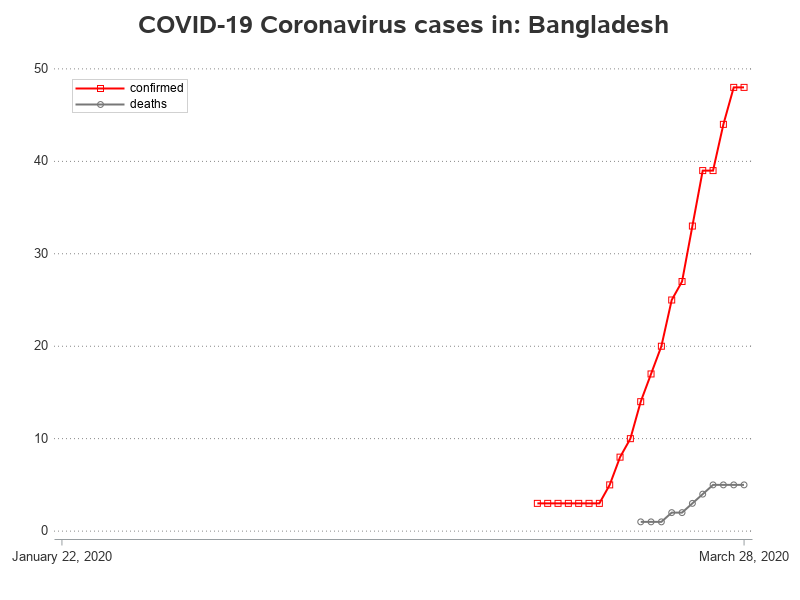 COVID-19 Coronavirus cases in: Bangladesh
50
confirmed
deaths
40
30
20
10
0
January 22, 2020
March 28, 2020